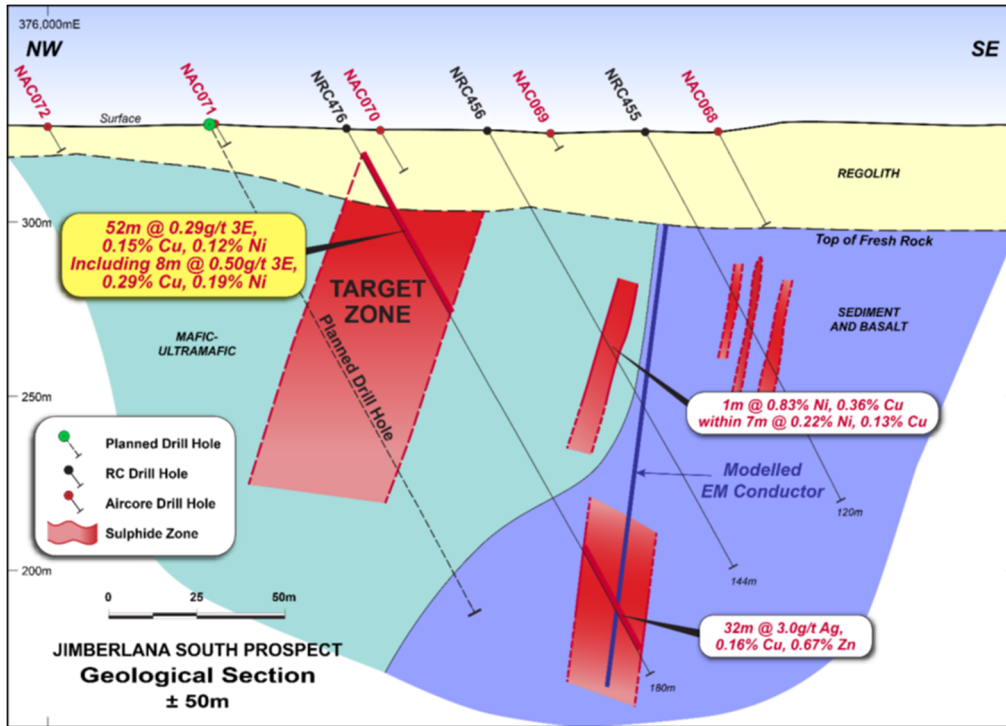 376,000mE
NW
SE
NAC072
NAC071
NRC476
NAC070
NRC456
NAC069
NRC455
NAC068
Surface
REGOLITH
300m
Top of Fresh Rock
52m @ 0.29g/t 3E,
0.15% Cu, 0.12% Ni
Including 8m @ 0.50g/t 3E,
0.29% Cu, 0.19% Ni
TARGET
ZONE
Planned Drill Hole
MAFIC-
ULTRAMAFIC
SEDIMENT
AND BASALT
250m
1m @ 0.83% Ni, 0.36% Cu
within 7m @ 0.22% Ni, 0.13% Cu
Modelled
EM Conductor
Planned Drill Hole
RC Drill Hole
Aircore Drill Hole
Sulphide Zone
120m
144m
200m
0 25 50m
32m @ 3.0g/t Ag,
0.16% Cu, 0.67% Zn
180m
JIMBERLANA SOUTH PROSPECT
Geological Section
± 50m